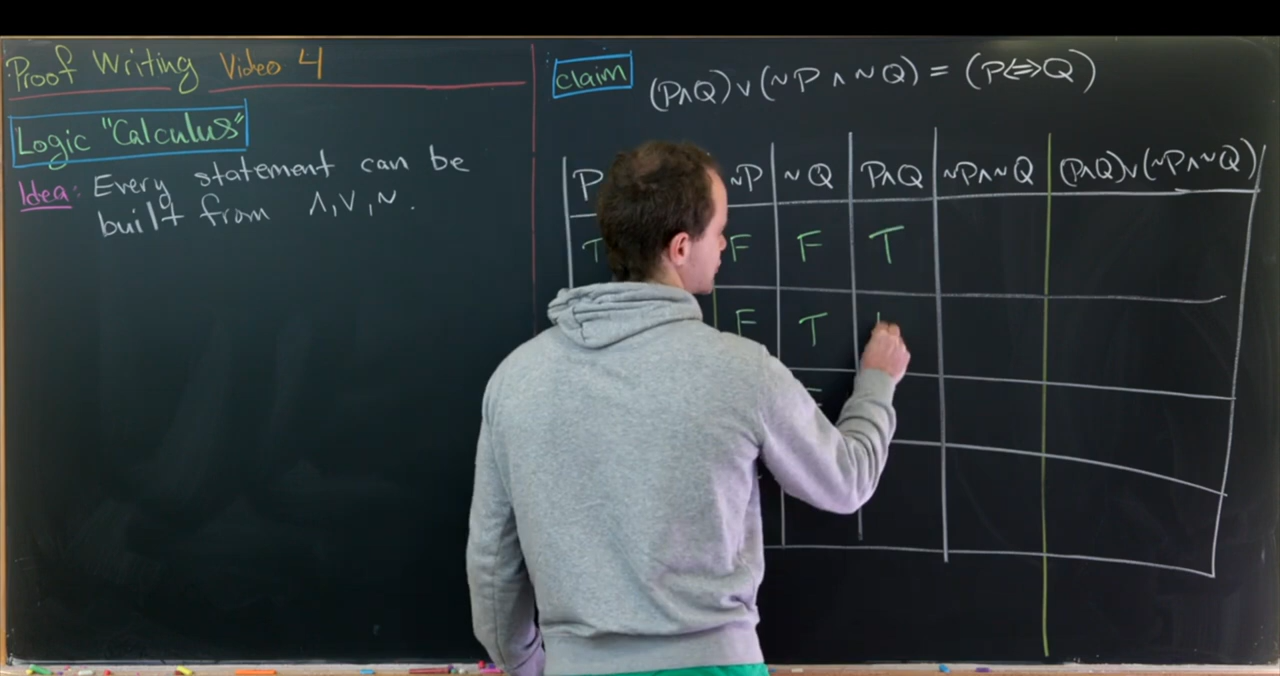 Proof Writing Video 4
Logic "Calculus"
Idea: Every statement can be
built from ∧, ∨, ~.
claim (P∧Q)∨(~P ∧ ~Q) = (P⇔Q)
P ~P ~Q P∧Q ~P∧~Q (P∧Q)∨(~P∧~Q)
T F F T
F T